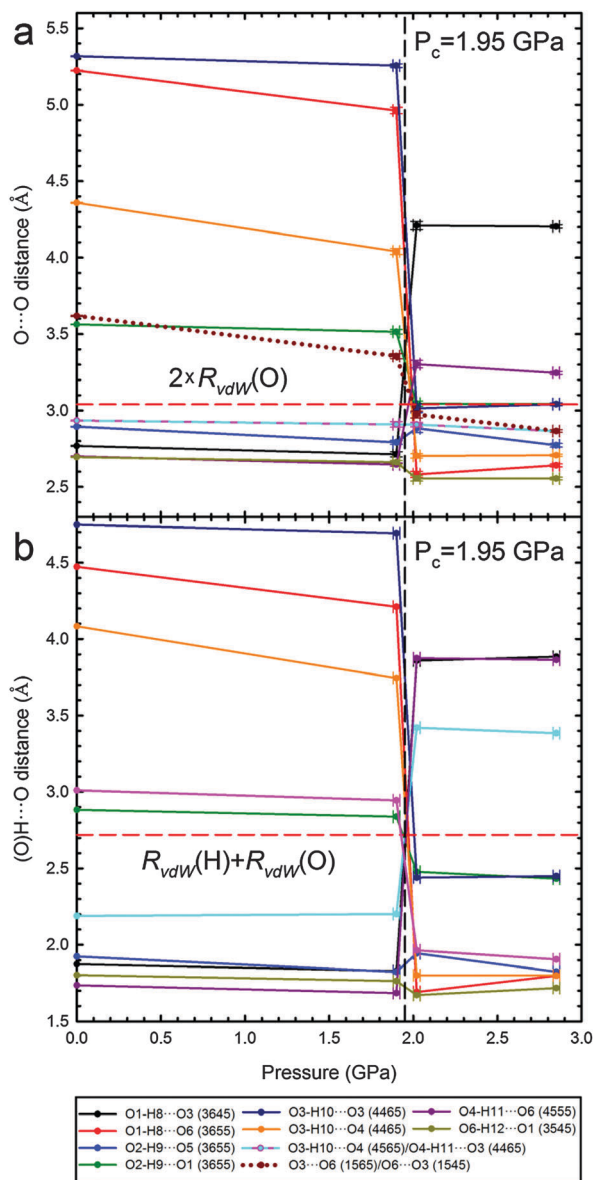 a
P_c=1.95 GPa
5.5
5.0
4.5
4.0
3.5
3.0
2.5
O···O distance (Å)
2×R_vdW(O)
b
P_c=1.95 GPa
4.5
4.0
3.5
3.0
2.5
2.0
1.5
(O)H···O distance (Å)
R_vdW(H)+R_vdW(O)
0.0 0.5 1.0 1.5 2.0 2.5 3.0
Pressure (GPa)
O1-H8···O3 (3645) O3-H10···O3 (4465) O4-H11···O6 (4555)
O1-H8···O6 (3655) O3-H10···O4 (4465) O6-H12···O1 (3545)
O2-H9···O5 (3655) O3-H10···O4 (4565)/O4-H11···O3 (4465)
O2-H9···O1 (3655) O3···O6 (1565)/O6···O3 (1545)